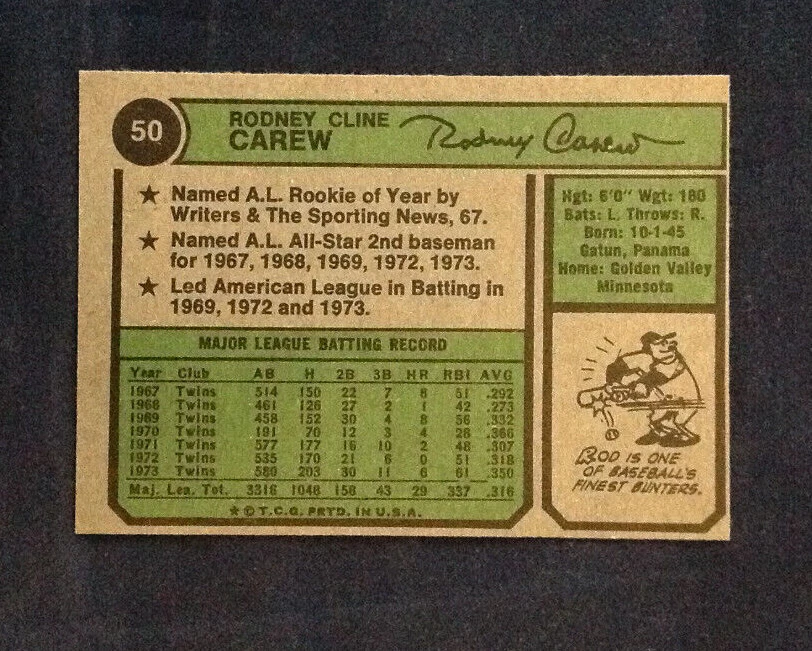 50
RODNEY CLINE
CAREW
Rodney Carew
★ Named A.L. Rookie of Year by
Writers & The Sporting News, 67.
★ Named A.L. All-Star 2nd baseman
for 1967, 1968, 1969, 1972, 1973.
★ Led American League in Batting in
1969, 1972 and 1973.
Hgt: 6'0" Wgt: 180
Bats: L. Throws: R.
Born: 10-1-45
Gatun, Panama
Home: Golden Valley
Minnesota
MAJOR LEAGUE BATTING RECORD
Year Club AB H 2B 3B HR RBI AVG
1967 Twins 514 150 22 7 8 51 .292
1968 Twins 461 126 27 2 1 42 .273
1969 Twins 458 152 30 4 8 56 .332
1970 Twins 191 70 12 3 4 28 .366
1971 Twins 577 177 16 10 2 48 .307
1972 Twins 535 170 21 6 0 51 .318
1973 Twins 580 203 30 11 6 61 .350
Maj. Lea. Tot. 3316 1048 158 43 29 337 .316
★ © T.C.G. PRTD. IN U.S.A.
ROD IS ONE
OF BASEBALL'S
FINEST BUNTERS.